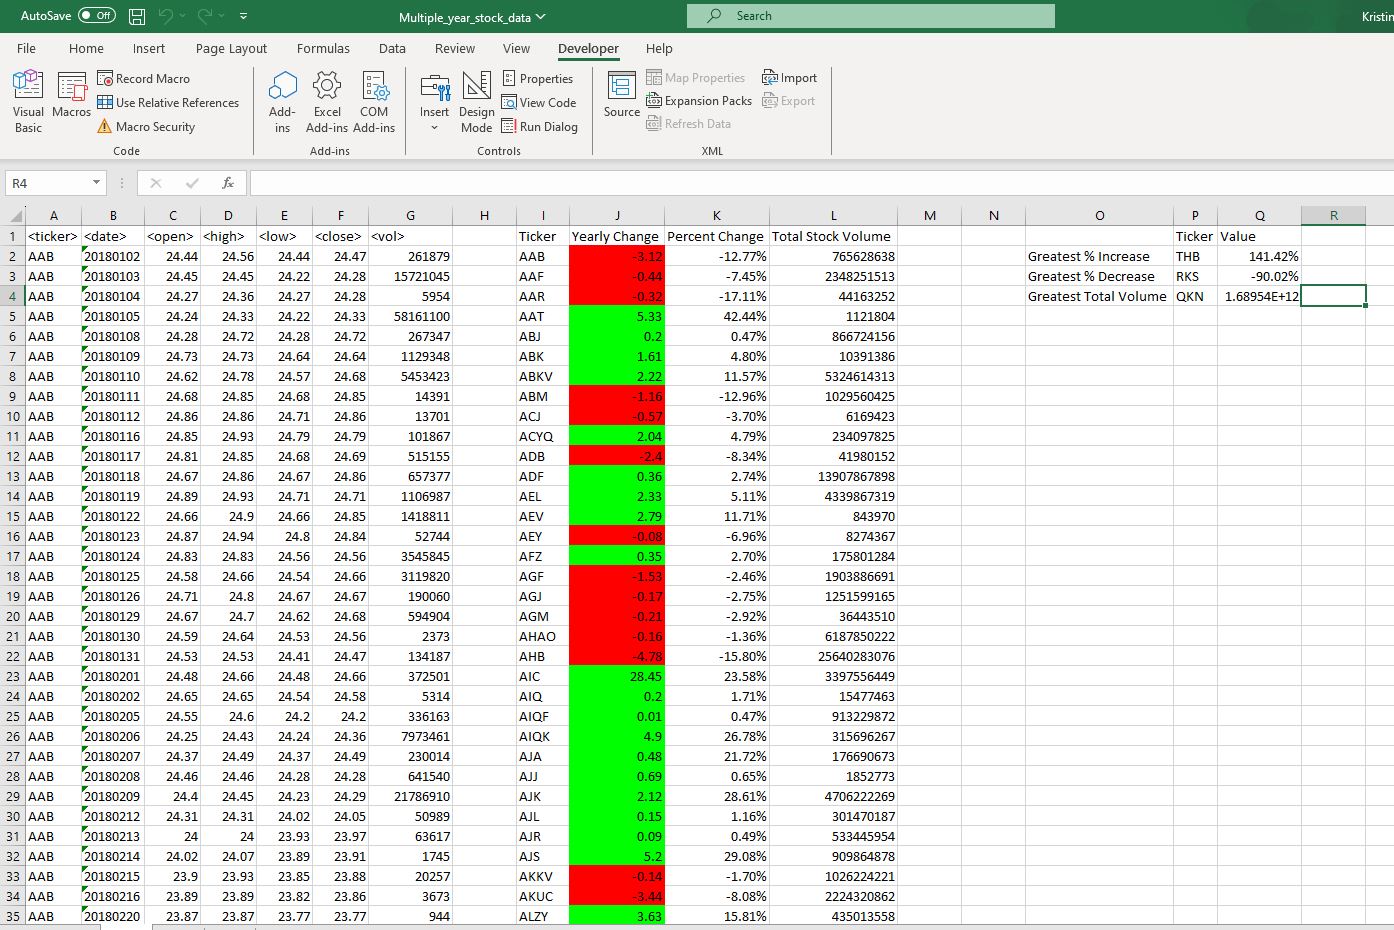 AutoSave Off Multiple_year_stock_data Search Kristin
File Home Insert Page Layout Formulas Data Review View Developer Help
Visual Basic Macros Record Macro Use Relative References Macro Security
Add-ins Excel Add-ins COM Add-ins
Insert Design Mode Properties View Code Run Dialog
Source Map Properties Expansion Packs Refresh Data Import Export
Code Add-ins Controls XML
R4 fx
A B C D E F G H I J K L M N O P Q R
1 <ticker> <date> <open> <high> <low> <close> <vol> Ticker Yearly Change Percent Change Total Stock Volume Ticker Value
2 AAB 20180102 24.44 24.56 24.44 24.47 261879 AAB -3.12 -12.77% 765628638 Greatest % Increase THB 141.42%
3 AAB 20180103 24.45 24.45 24.22 24.28 15721045 AAF -0.44 -7.45% 2348251513 Greatest % Decrease RKS -90.02%
4 AAB 20180104 24.27 24.36 24.27 24.28 5954 AAR -0.32 -17.11% 44163252 Greatest Total Volume QKN 1.68954E+12
5 AAB 20180105 24.24 24.33 24.22 24.33 58161100 AAT 5.33 42.44% 1121804
6 AAB 20180108 24.28 24.72 24.28 24.72 267347 ABJ 0.2 0.47% 866724156
7 AAB 20180109 24.73 24.73 24.64 24.64 1129348 ABK 1.61 4.80% 10391386
8 AAB 20180110 24.62 24.78 24.57 24.68 5453423 ABKV 2.22 11.57% 5324614313
9 AAB 20180111 24.68 24.85 24.68 24.85 14391 ABM -1.16 -12.96% 1029560425
10 AAB 20180112 24.86 24.86 24.71 24.86 13701 ACJ -0.57 -3.70% 6169423
11 AAB 20180116 24.85 24.93 24.79 24.79 101867 ACYQ 2.04 4.79% 234097825
12 AAB 20180117 24.81 24.85 24.68 24.69 515155 ADB -2.4 -8.34% 41980152
13 AAB 20180118 24.67 24.86 24.67 24.86 657377 ADF 0.36 2.74% 13907867898
14 AAB 20180119 24.89 24.93 24.71 24.71 1106987 AEL 2.33 5.11% 4339867319
15 AAB 20180122 24.66 24.9 24.66 24.85 1418811 AEV 2.79 11.71% 843970
16 AAB 20180123 24.87 24.94 24.8 24.84 52744 AEY -0.08 -6.96% 8274367
17 AAB 20180124 24.83 24.83 24.56 24.56 3545845 AFZ 0.35 2.70% 175801284
18 AAB 20180125 24.58 24.66 24.54 24.66 3119820 AGF -1.53 -2.46% 1903886691
19 AAB 20180126 24.71 24.8 24.67 24.67 190060 AGJ -0.17 -2.75% 1251599165
20 AAB 20180129 24.67 24.7 24.62 24.68 594904 AGM -0.21 -2.92% 36443510
21 AAB 20180130 24.59 24.64 24.53 24.56 2373 AHAO -0.16 -1.36% 6187850222
22 AAB 20180131 24.53 24.53 24.41 24.47 134187 AHB -4.78 -15.80% 25640283076
23 AAB 20180201 24.48 24.66 24.48 24.66 372501 AIC 28.45 23.58% 3397556449
24 AAB 20180202 24.65 24.65 24.54 24.58 5314 AIQ 0.2 1.71% 15477463
25 AAB 20180205 24.55 24.6 24.2 24.2 336163 AIQF 0.01 0.47% 913229872
26 AAB 20180206 24.25 24.43 24.24 24.36 7973461 AIQK 4.9 26.78% 315696267
27 AAB 20180207 24.37 24.49 24.37 24.49 230014 AJA 0.48 21.72% 176690673
28 AAB 20180208 24.46 24.46 24.28 24.28 641540 AJJ 0.69 0.65% 1852773
29 AAB 20180209 24.4 24.45 24.23 24.29 21786910 AJK 2.12 28.61% 4706222269
30 AAB 20180212 24.31 24.31 24.02 24.05 50989 AJL 0.15 1.16% 301470187
31 AAB 20180213 24 24 23.93 23.97 63617 AJR 0.09 0.49% 533445954
32 AAB 20180214 24.02 24.07 23.89 23.91 1745 AJS 5.2 29.08% 909864878
33 AAB 20180215 23.9 23.93 23.85 23.88 20257 AKKV -0.14 -1.70% 1026224221
34 AAB 20180216 23.89 23.89 23.82 23.86 3673 AKUC -3.44 -8.08% 2224320862
35 AAB 20180220 23.87 23.87 23.77 23.77 944 ALZY 3.63 15.81% 435013558